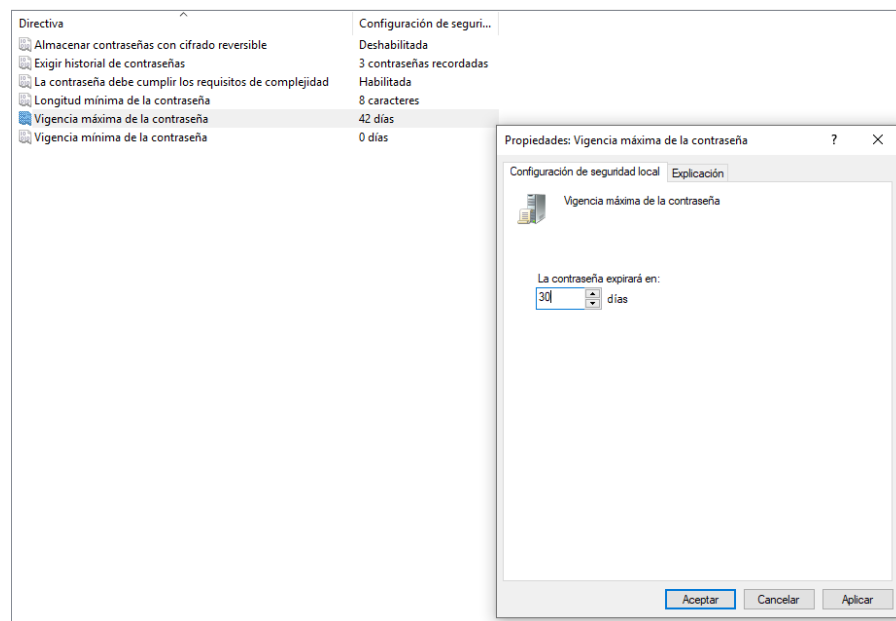 Directiva Configuración de seguri...
Almacenar contraseñas con cifrado reversible Deshabilitada
Exigir historial de contraseñas 3 contraseñas recordadas
La contraseña debe cumplir los requisitos de complejidad Habilitada
Longitud mínima de la contraseña 8 caracteres
Vigencia máxima de la contraseña 42 días
Vigencia mínima de la contraseña 0 días
Propiedades: Vigencia máxima de la contraseña ? X
Configuración de seguridad local Explicación
Vigencia máxima de la contraseña
La contraseña expirará en:
30 días
Aceptar Cancelar Aplicar